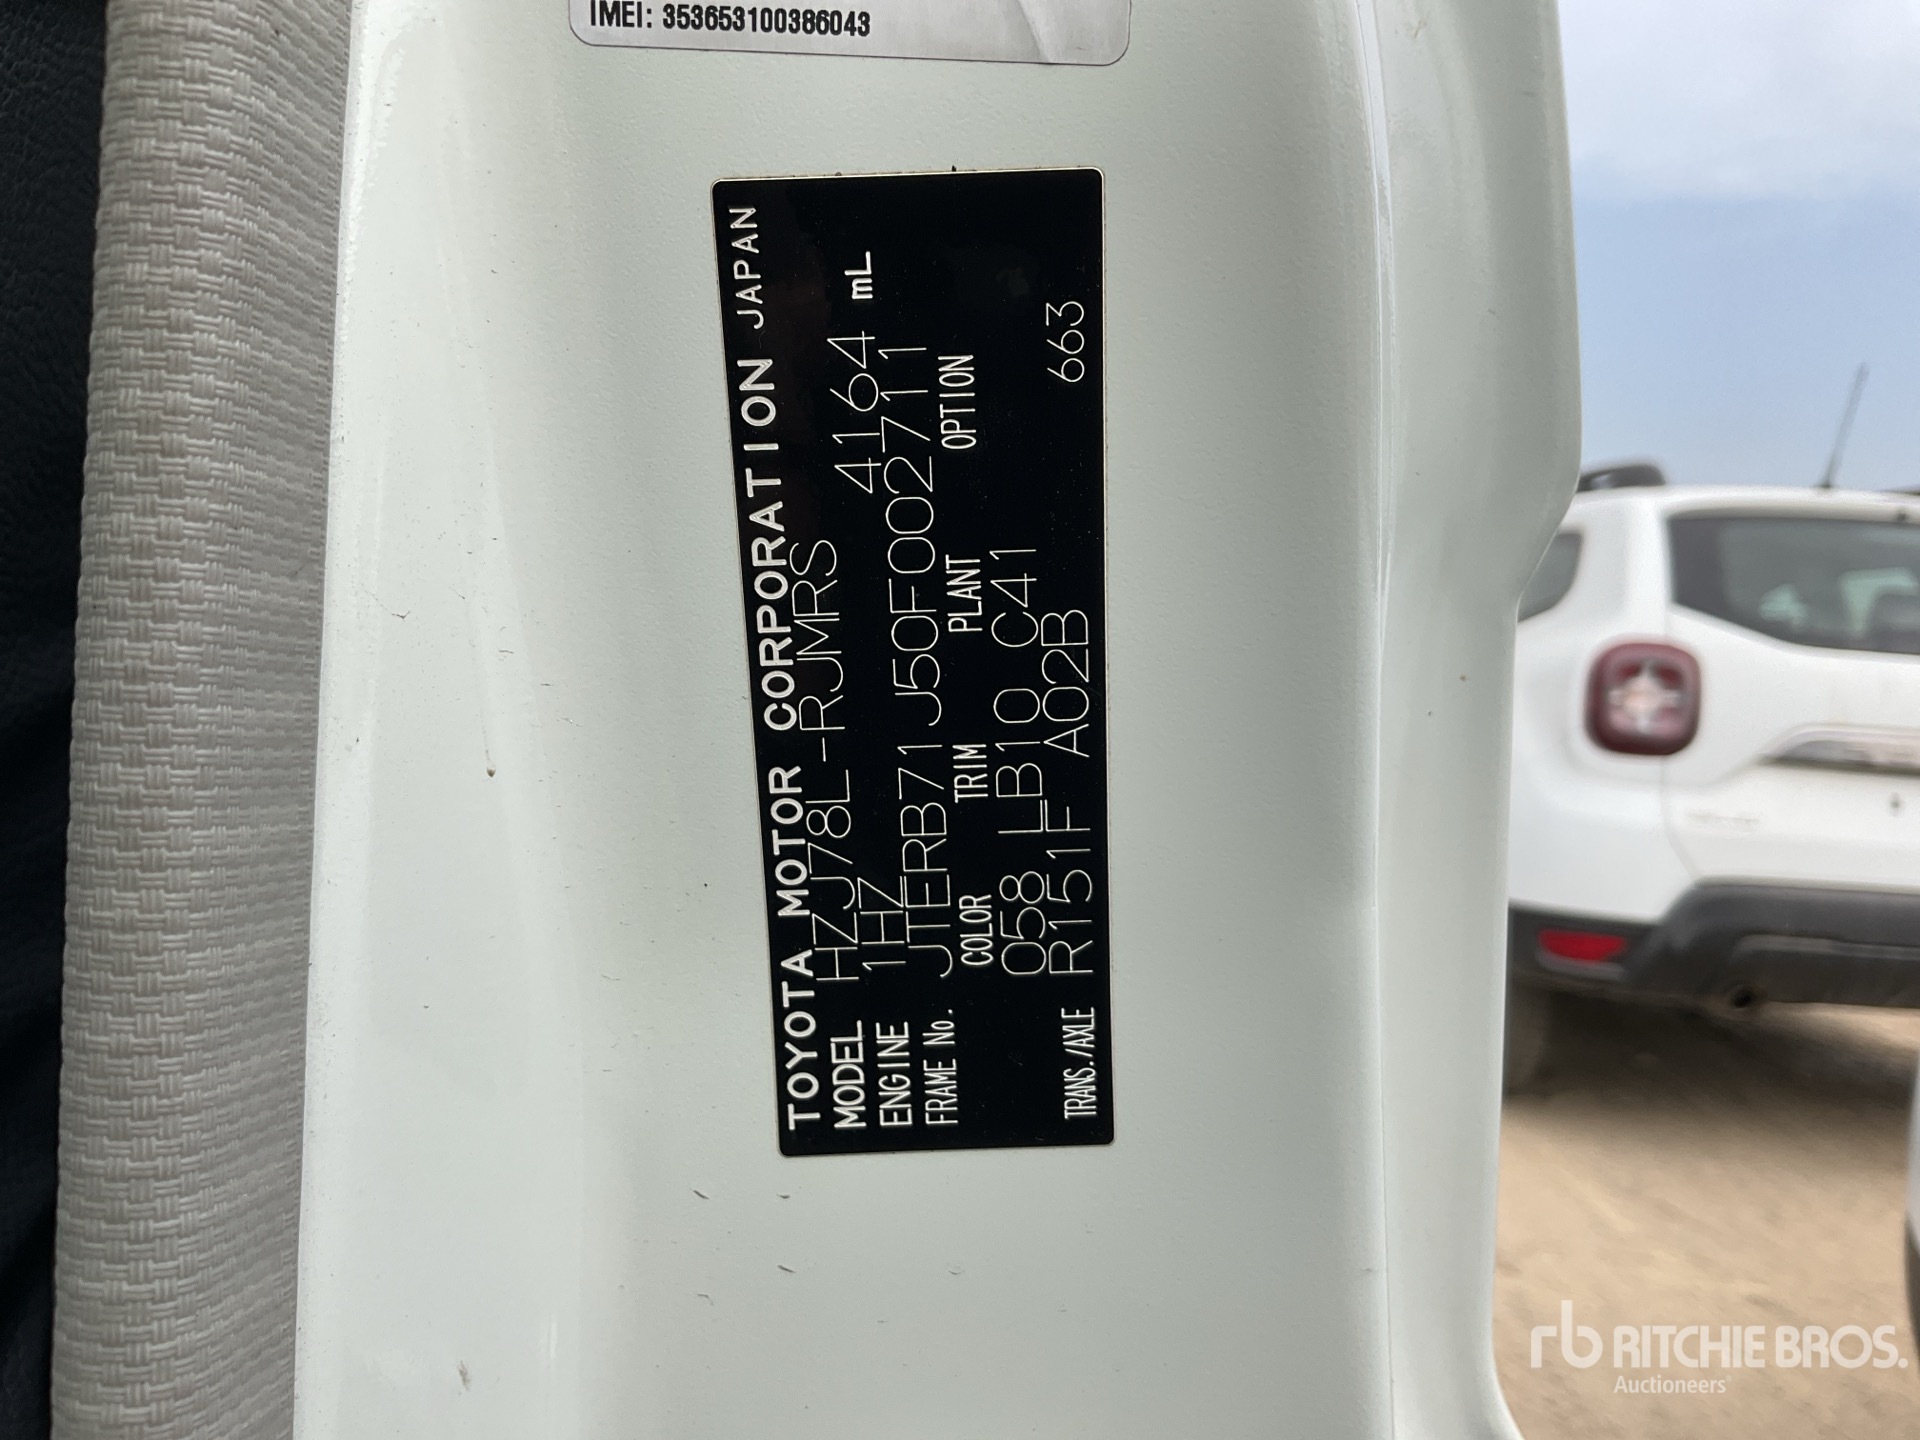 IMEI: 353653100386043
TOYOTA MOTOR CORPORATION JAPAN
MODEL HZJ78L-RJMRS
ENGINE 1HZ 4164 mL
FRAME No. JTERB71J50F002711
COLOR TRIM PLANT OPTION
058 LB10 C41
TRANS./AXLE R151F A02B 663
rb RITCHIE BROS.
Auctioneers